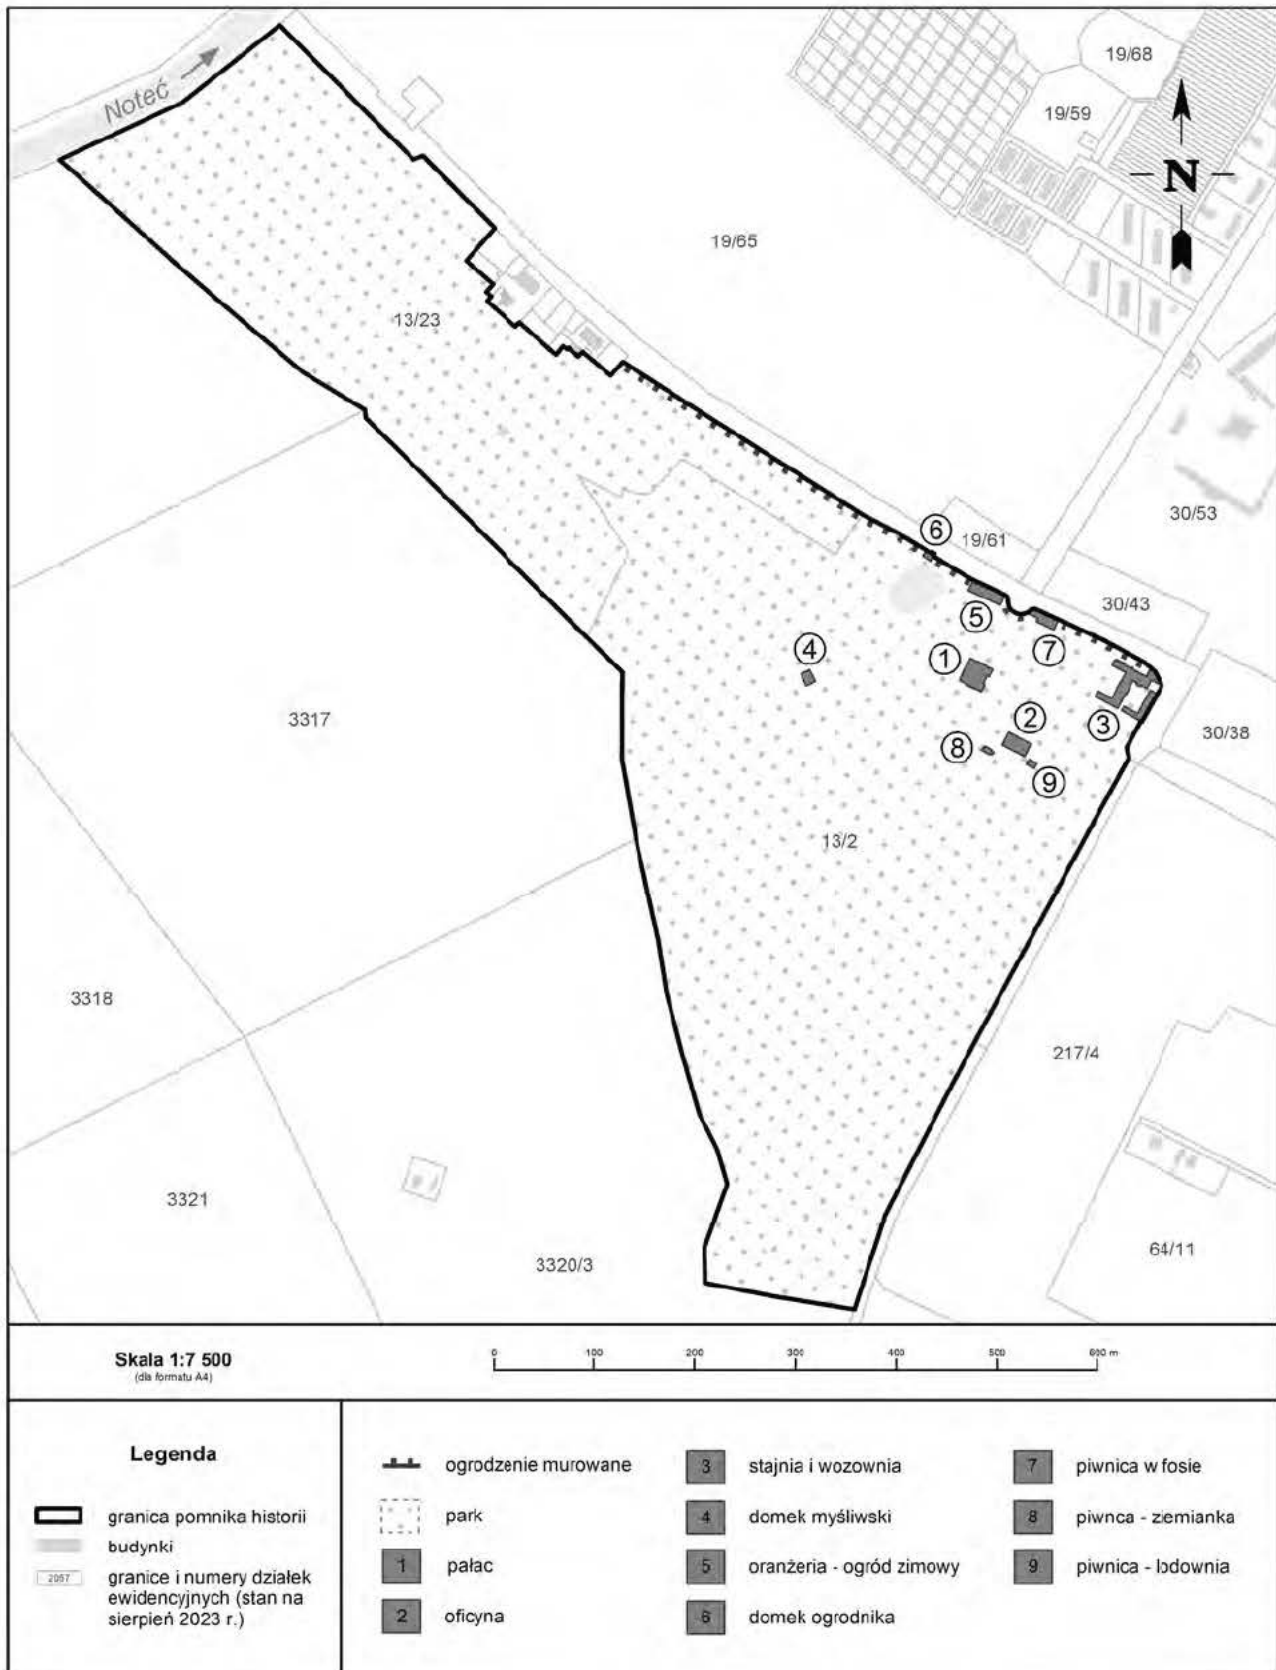 Noteć
19/68
19/59
N
19/65
13/23
30/53
6
19/61
30/43
5
7
4
1
3317
2
3
30/38
8
9
13/2
3318
217/4
3321
3320/3
64/11
Skala 1:7 500
(dla formatu A4)
0 100 200 300 400 500 600 m
Legenda
granica pomnika historii
budynki
2057 granice i numery działek
ewidencyjnych (stan na
sierpień 2023 r.)
ogrodzenie murowane
park
1 pałac
2 oficyna
3 stajnia i wozownia
4 domek myśliwski
5 oranżeria - ogród zimowy
6 domek ogrodnika
7 piwnica w fosie
8 piwnca - ziemianka
9 piwnica - lodownia